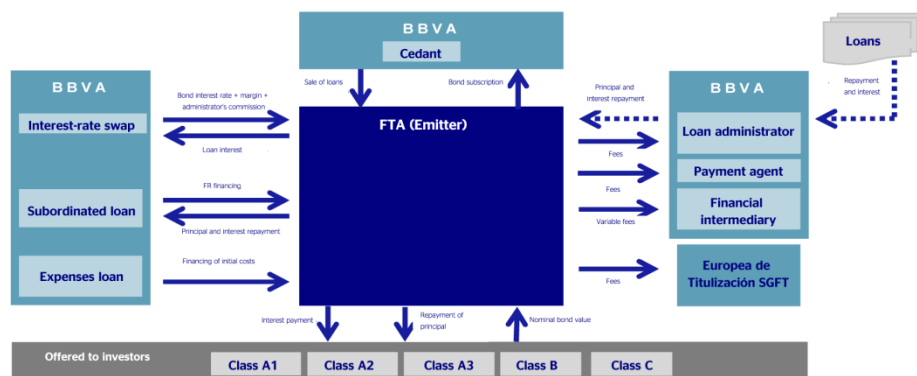 B B V A
Cedant
Loans
Sale of loans
Bond subscription
B B V A
Bond interest rate + margin +
administrator's commission
Interest-rate swap
Loan interest
FR financing
Subordinated loan
Principal and interest repayment
Financing of initial costs
Expenses loan
FTA (Emitter)
Principal and
interest repayment
Fees
Fees
Variable fees
Fees
B B V A
Repayment
and interest
Loan administrator
Payment agent
Financial
intermediary
Europea de
Titulización SGFT
Interest payment
Repayment of
principal
Nominal bond value
Offered to investors
Class A1
Class A2
Class A3
Class B
Class C